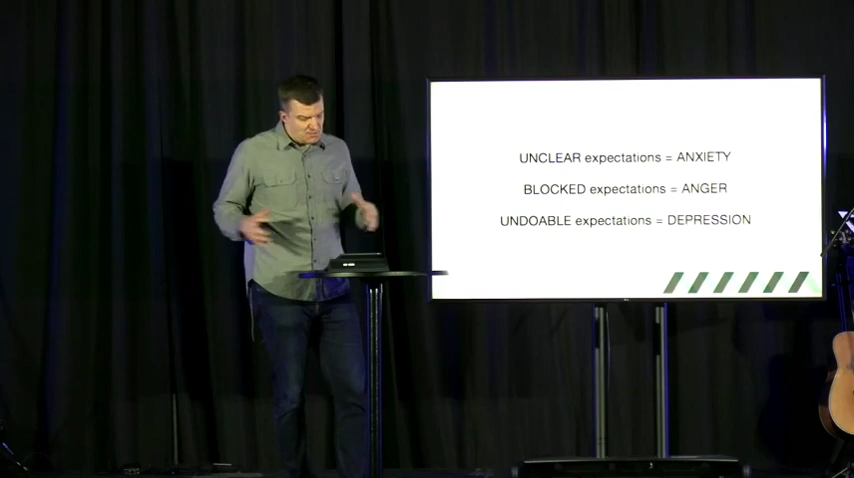 UNCLEAR expectations = ANXIETY
BLOCKED expectations = ANGER
UNDOABLE expectations = DEPRESSION